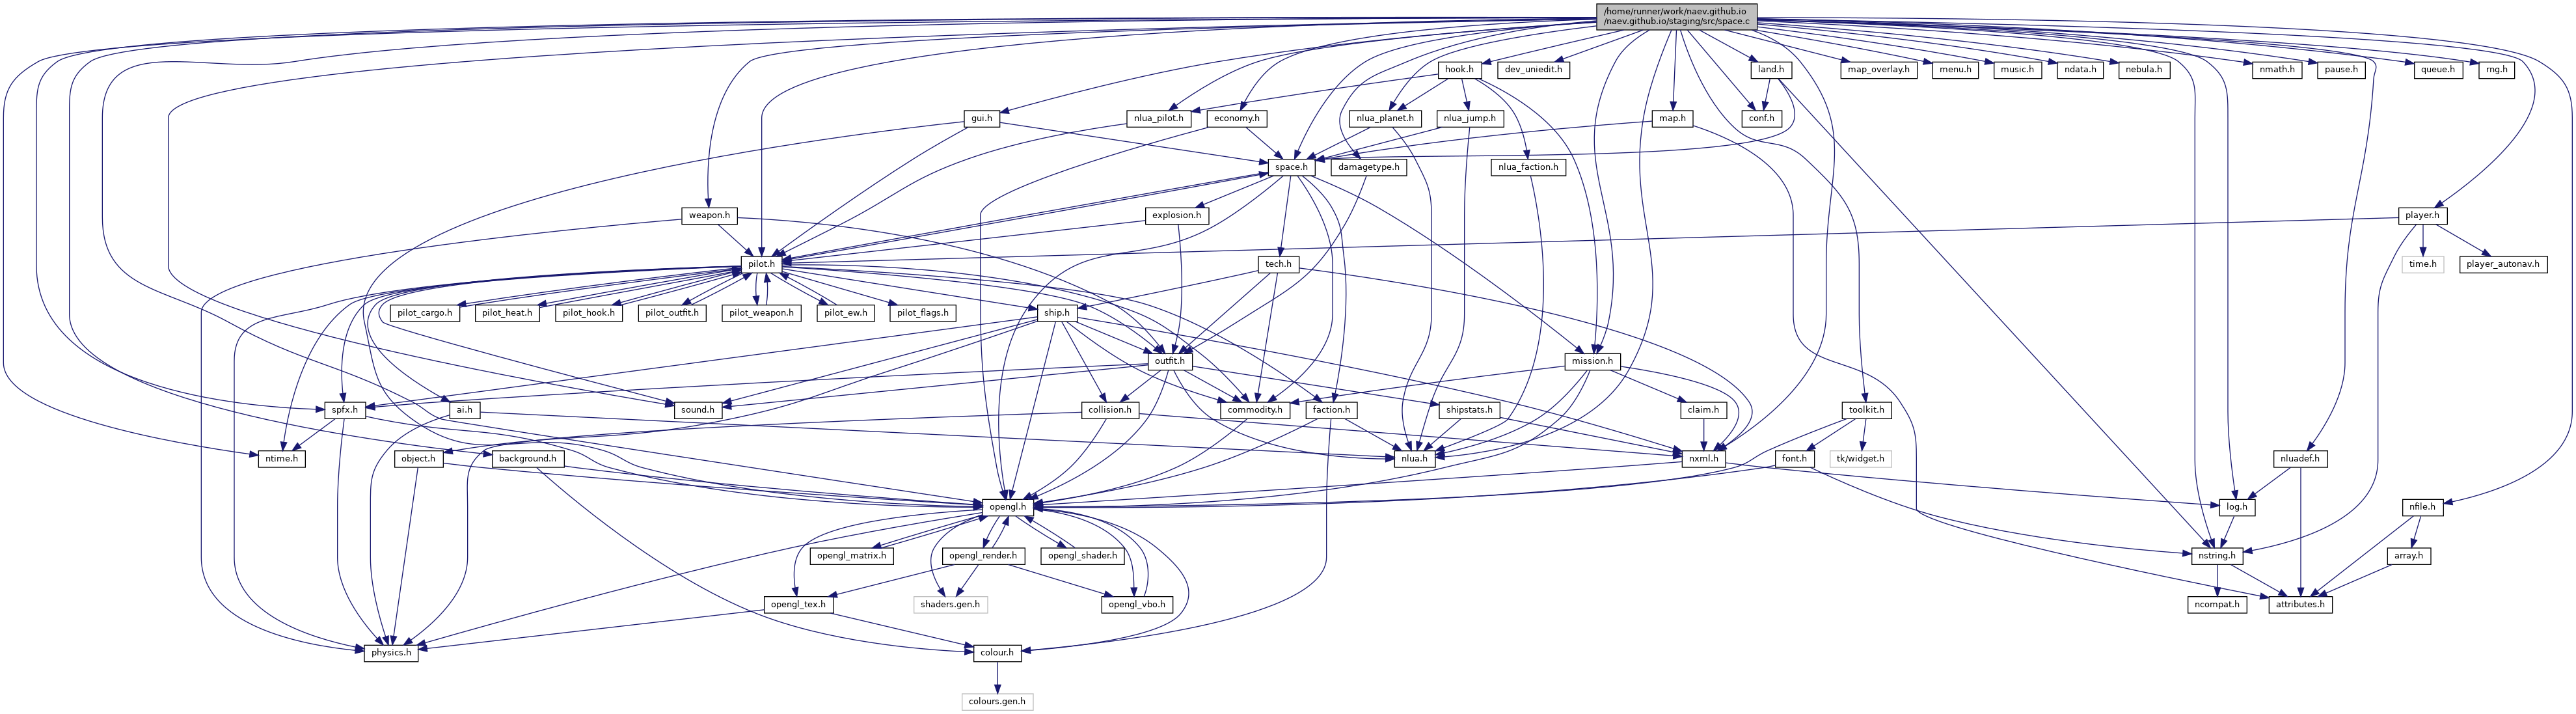 /home/runner/work/naev.github.io
/naev.github.io/staging/src/space.c
hook.h
dev_uniedit.h
land.h
map_overlay.h
menu.h
music.h
ndata.h
nebula.h
nmath.h
pause.h
queue.h
rng.h
gui.h
nlua_pilot.h
economy.h
nlua_planet.h
nlua_jump.h
map.h
conf.h
space.h
damagetype.h
nlua_faction.h
weapon.h
explosion.h
player.h
pilot.h
tech.h
time.h
player_autonav.h
pilot_cargo.h
pilot_heat.h
pilot_hook.h
pilot_outfit.h
pilot_weapon.h
pilot_ew.h
pilot_flags.h
ship.h
outfit.h
mission.h
spfx.h
ai.h
sound.h
collision.h
commodity.h
faction.h
shipstats.h
claim.h
toolkit.h
ntime.h
object.h
background.h
nlua.h
nxml.h
font.h
tk/widget.h
nluadef.h
opengl.h
log.h
nfile.h
opengl_matrix.h
opengl_render.h
opengl_shader.h
nstring.h
array.h
opengl_tex.h
shaders.gen.h
opengl_vbo.h
ncompat.h
attributes.h
physics.h
colour.h
colours.gen.h